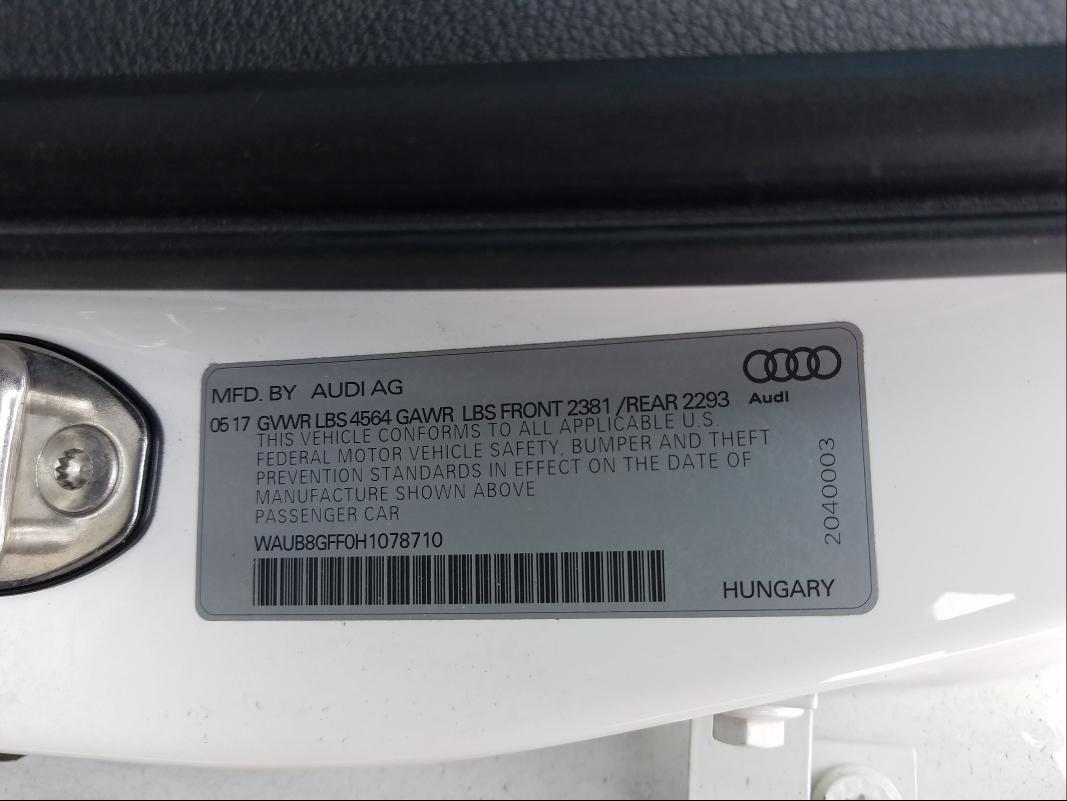 MFD. BY AUDI AG
Audi
05 17 GVWR LBS 4564 GAWR LBS FRONT 2381 /REAR 2293
THIS VEHICLE CONFORMS TO ALL APPLICABLE U.S.
FEDERAL MOTOR VEHICLE SAFETY, BUMPER AND THEFT
PREVENTION STANDARDS IN EFFECT ON THE DATE OF
MANUFACTURE SHOWN ABOVE
PASSENGER CAR
WAUB8GFF0H1078710
HUNGARY
2040003